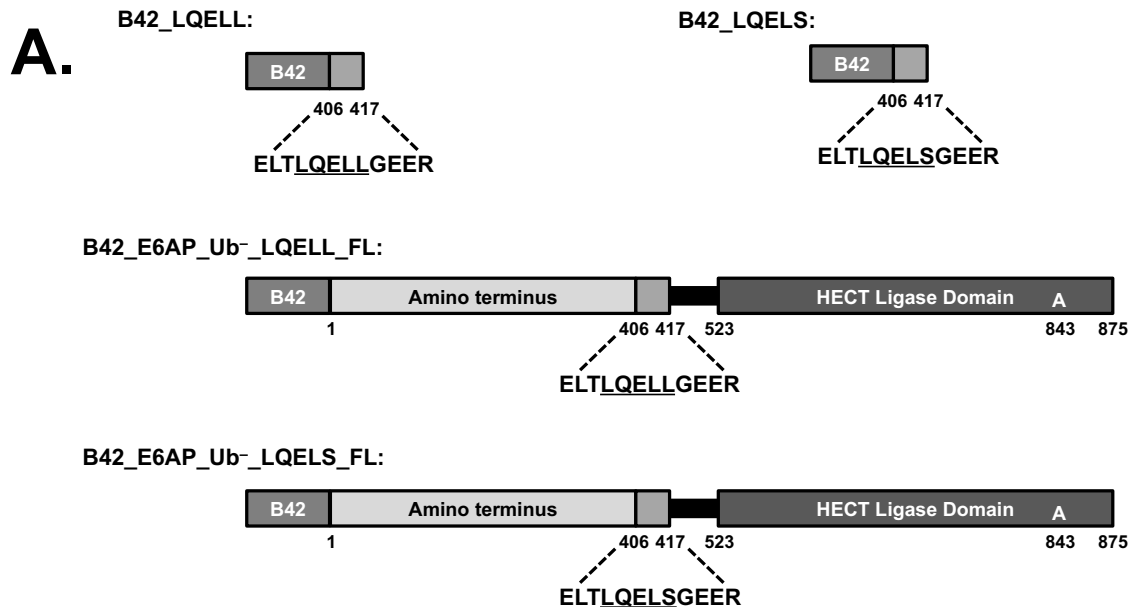 A.
B42_LQELL:
B42_LQELS:
B42
B42
406 417
406 417
ELTLQELLGEER
ELTLQELSGEER
B42_E6AP_Ub⁻_LQELL_FL:
B42 Amino terminus HECT Ligase Domain A
1 406 417 523 843 875
ELTLQELLGEER
B42_E6AP_Ub⁻_LQELS_FL:
B42 Amino terminus HECT Ligase Domain A
1 406 417 523 843 875
ELTLQELSGEER